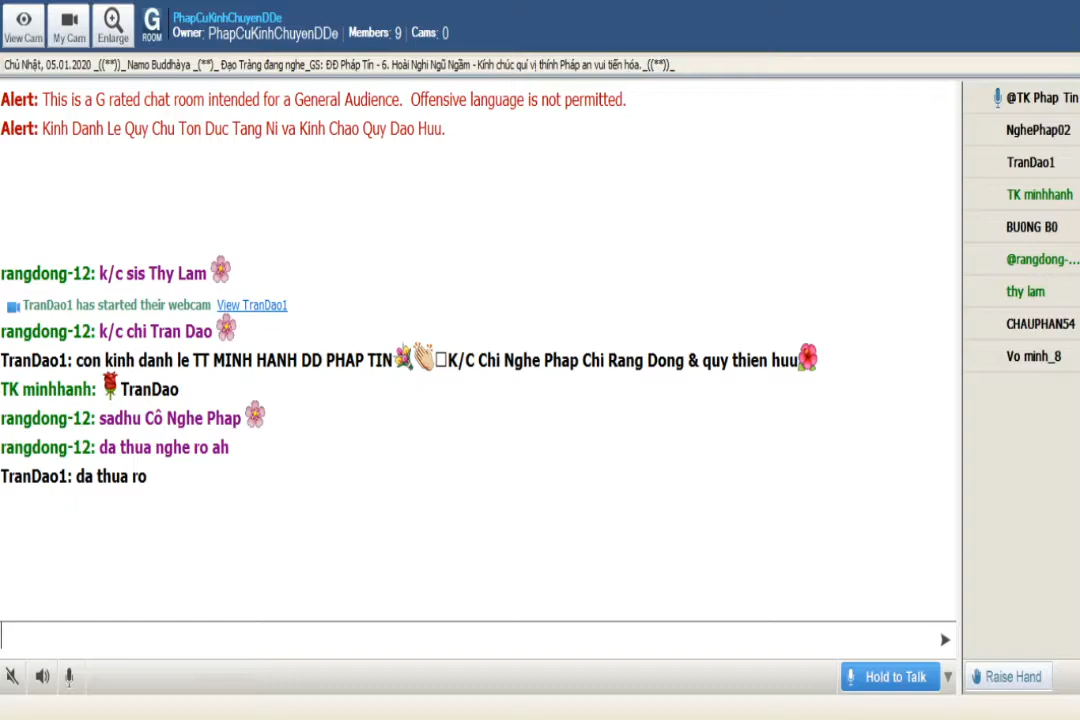 View Cam My Cam Enlarge G ROOM
PhapCuKinhChuyenDDe
Owner: PhapCuKinhChuyenDDe Members: 9 Cams: 0
Chủ Nhật, 05.01.2020 _((**))_ Namo Buddhàya _(**)_ Đạo Tràng đang nghe_GS: ĐĐ Pháp Tín - 6. Hoài Nghi Ngũ Ngầm - Kính chúc quí vị thính Pháp an vui tiến hóa. _((**))_
Alert: This is a G rated chat room intended for a General Audience. Offensive language is not permitted.
Alert: Kinh Danh Le Quy Chu Ton Duc Tang Ni va Kinh Chao Quy Dao Huu.
rangdong-12: k/c sis Thy Lam
TranDao1 has started their webcam View TranDao1
rangdong-12: k/c chi Tran Dao
TranDao1: con kinh danh le TT MINH HANH DD PHAP TIN K/C Chi Nghe Phap Chi Rang Dong & quy thien huu
TK minhhanh: TranDao
rangdong-12: sadhu Cô Nghe Phap
rangdong-12: da thua nghe ro ah
TranDao1: da thua ro
@TK Phap Tin
NghePhap02
TranDao1
TK minhhanh
BU0NG B0
@rangdong-...
thy lam
CHAUPHAN54
Vo minh_8
Hold to Talk
Raise Hand